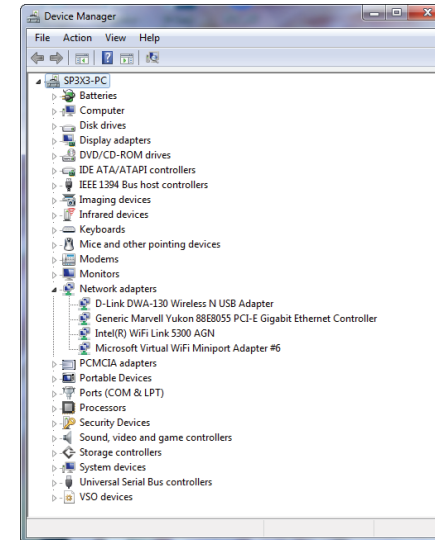 Device Manager
File Action View Help
SP3X3-PC
Batteries
Computer
Disk drives
Display adapters
DVD/CD-ROM drives
IDE ATA/ATAPI controllers
IEEE 1394 Bus host controllers
Imaging devices
Infrared devices
Keyboards
Mice and other pointing devices
Modems
Monitors
Network adapters
D-Link DWA-130 Wireless N USB Adapter
Generic Marvell Yukon 88E8055 PCI-E Gigabit Ethernet Controller
Intel(R) WiFi Link 5300 AGN
Microsoft Virtual WiFi Miniport Adapter #6
PCMCIA adapters
Portable Devices
Ports (COM & LPT)
Processors
Security Devices
Sound, video and game controllers
Storage controllers
System devices
Universal Serial Bus controllers
VSO devices